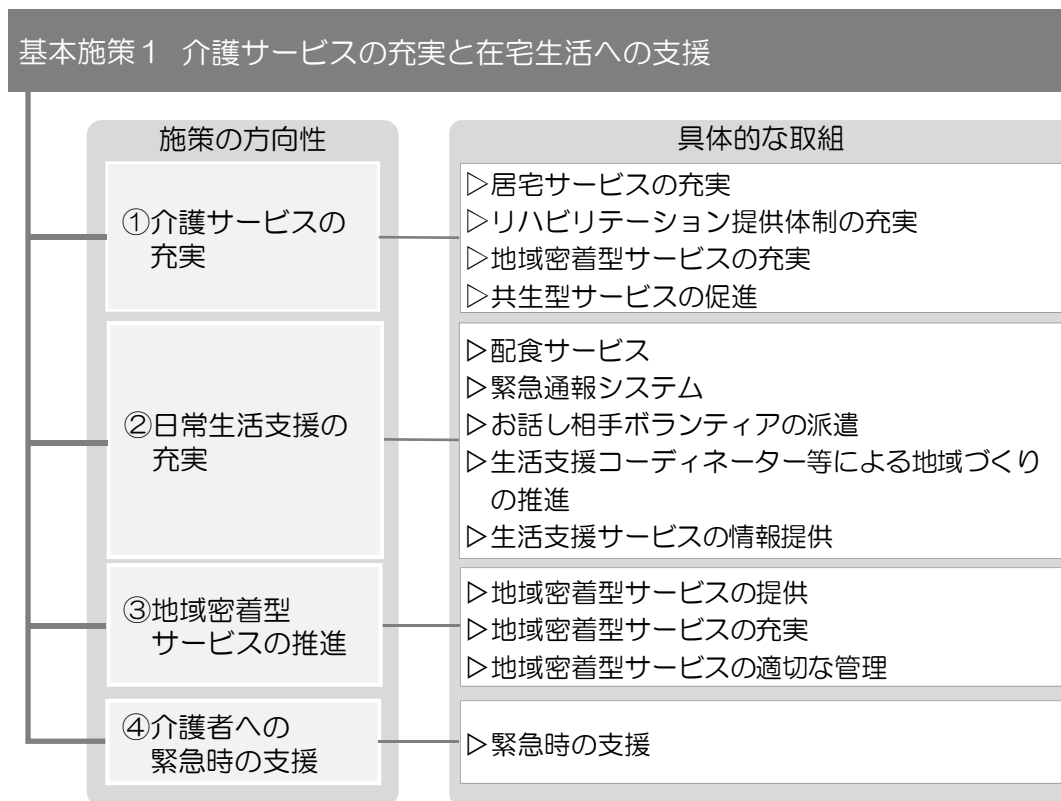 基本施策１ 介護サービスの充実と在宅生活への支援
施策の方向性
具体的な取組
①介護サービスの
充実
▷居宅サービスの充実
▷リハビリテーション提供体制の充実
▷地域密着型サービスの充実
▷共生型サービスの促進
②日常生活支援の
充実
▷配食サービス
▷緊急通報システム
▷お話し相手ボランティアの派遣
▷生活支援コーディネーター等による地域づくり
の推進
▷生活支援サービスの情報提供
③地域密着型
サービスの推進
▷地域密着型サービスの提供
▷地域密着型サービスの充実
▷地域密着型サービスの適切な管理
④介護者への
緊急時の支援
▷緊急時の支援